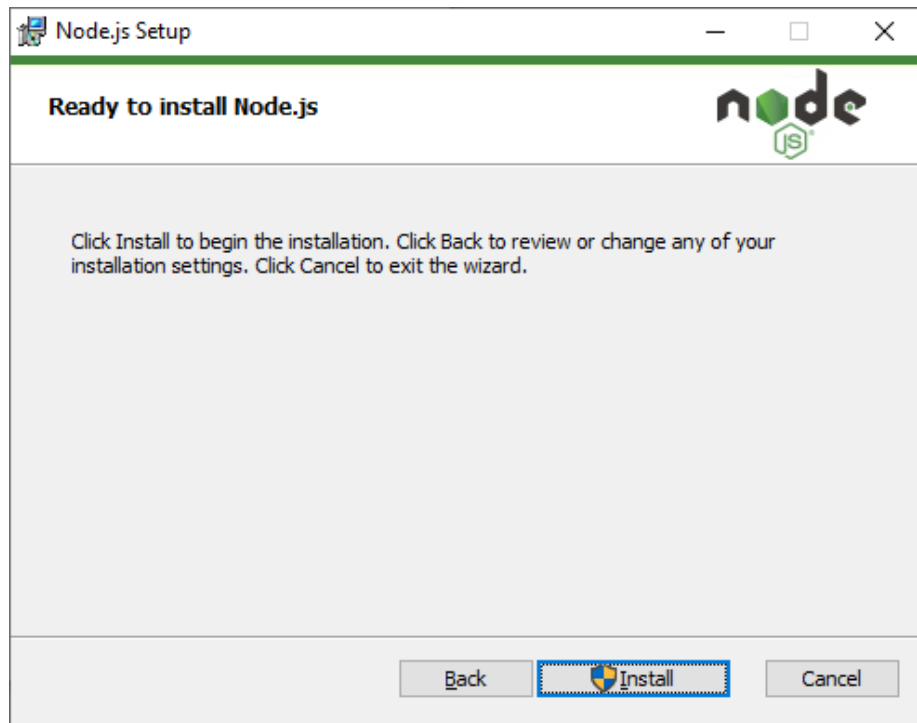 Node.js Setup
Ready to install Node.js
node
JS
Click Install to begin the installation. Click Back to review or change any of your
installation settings. Click Cancel to exit the wizard.
Back
Install
Cancel